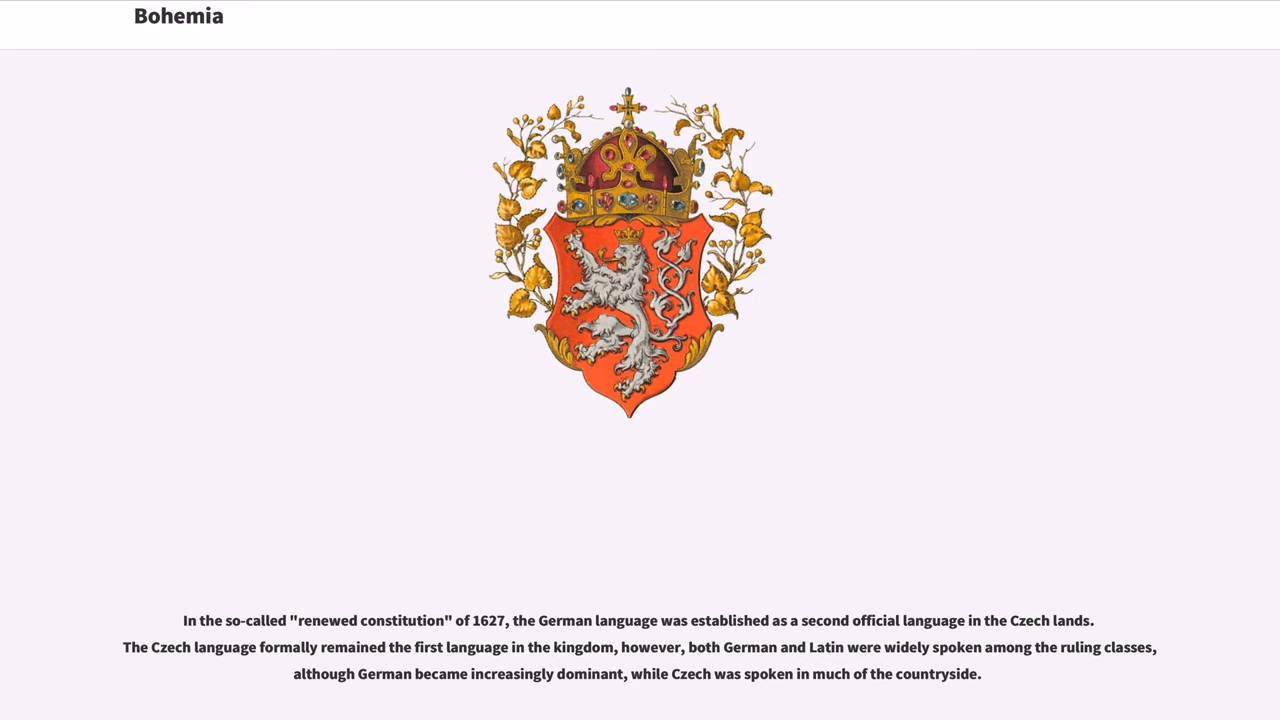 Bohemia
In the so-called "renewed constitution" of 1627, the German language was established as a second official language in the Czech lands.
The Czech language formally remained the first language in the kingdom, however, both German and Latin were widely spoken among the ruling classes,
although German became increasingly dominant, while Czech was spoken in much of the countryside.